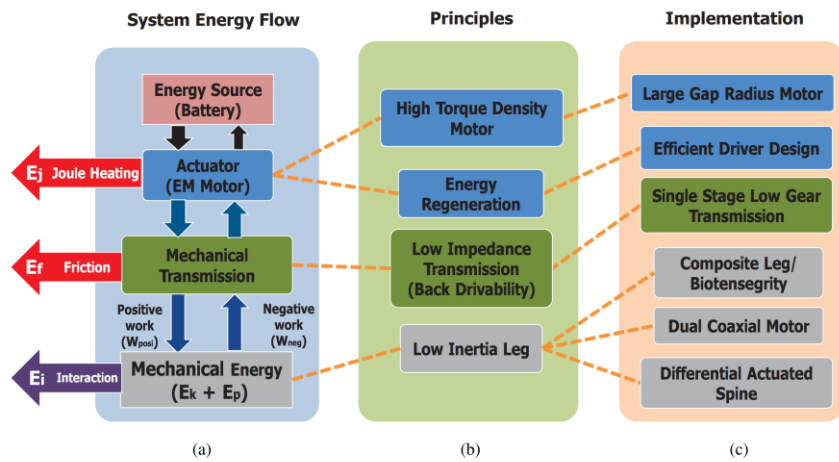 System Energy Flow
Energy Source
(Battery)
Ej Joule Heating
Actuator
(EM Motor)
Ef Friction
Mechanical
Transmission
Positive
work
(Wposi)
Negative
work
(Wneg)
Ei Interaction
Mechanical Energy
(Ek + Ep)
(a)
Principles
High Torque Density
Motor
Energy
Regeneration
Low Impedance
Transmission
(Back Drivability)
Low Inertia Leg
(b)
Implementation
Large Gap Radius Motor
Efficient Driver Design
Single Stage Low Gear
Transmission
Composite Leg/
Biotensegrity
Dual Coaxial Motor
Differential Actuated
Spine
(c)